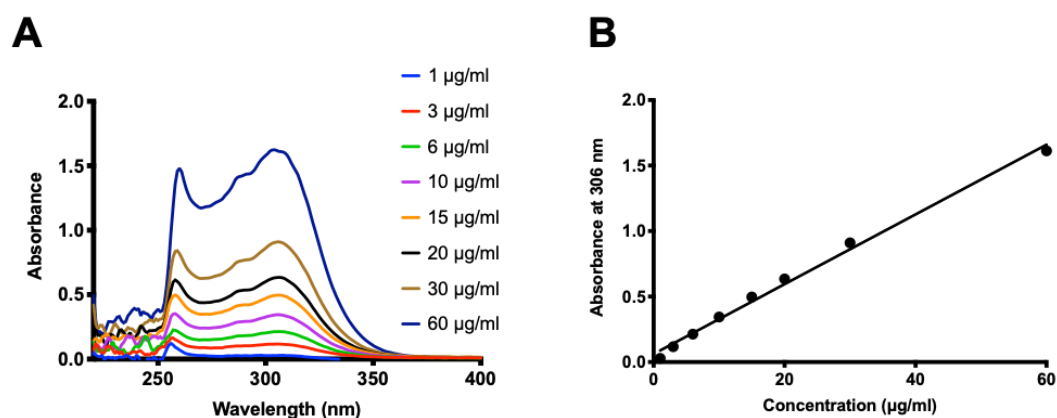 A
Absorbance
2.0
1.5
1.0
0.5
0.0
250
300
350
400
Wavelength (nm)
1 µg/ml
3 µg/ml
6 µg/ml
10 µg/ml
15 µg/ml
20 µg/ml
30 µg/ml
60 µg/ml
B
Absorbance at 306 nm
2.0
1.5
1.0
0.5
0.0
0
20
40
60
Concentration (µg/ml)